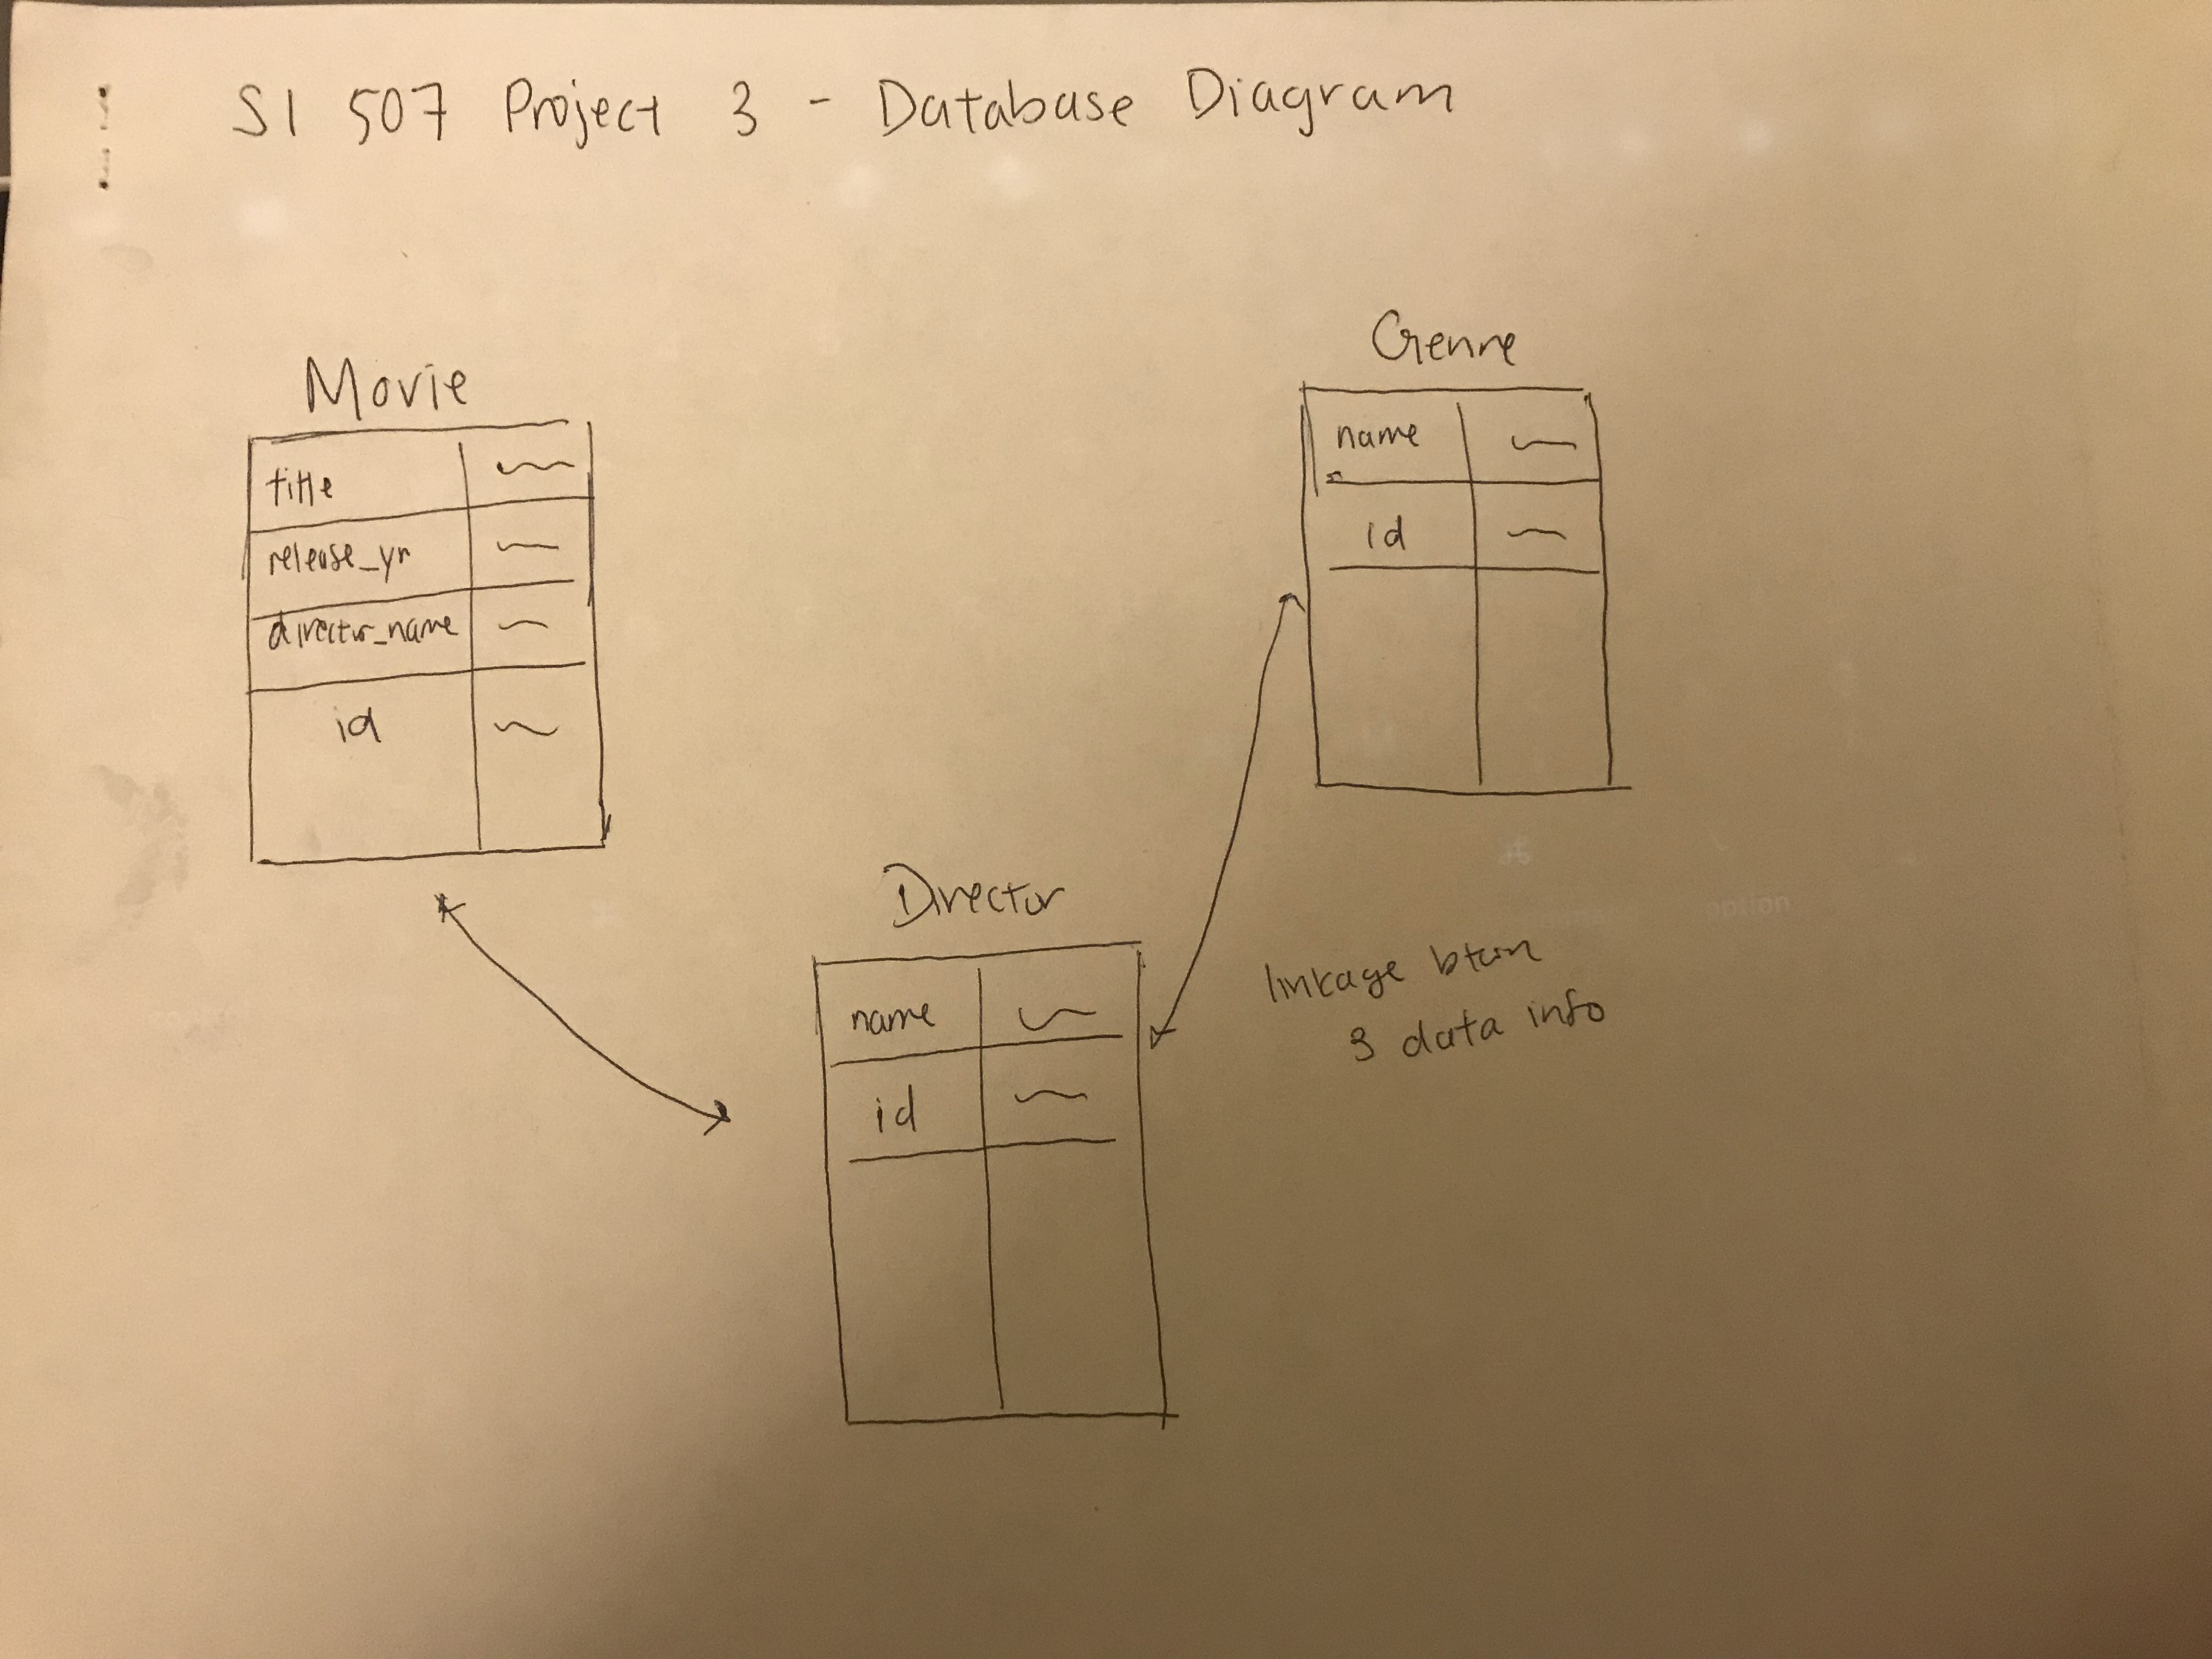 SI 507 Project 3 - Database Diagram
Movie
title
release_yr
director_name
id
Genre
name
id
Director
name
id
linkage btwn
3 data info
option